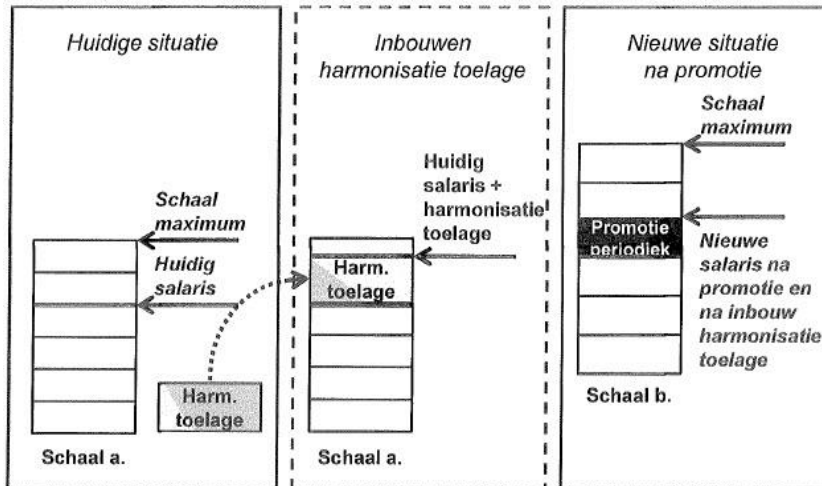 Huidige situatie
Schaal
maximum
Huidig
salaris
Harm.
toelage
Schaal a.
Inbouwen
harmonisatie toelage
Huidig
salaris +
harmonisatie
toelage
Harm.
toelage
Schaal a.
Nieuwe situatie
na promotie
Schaal
maximum
Promotie
periodiek
Nieuwe
salaris na
promotie en
na inbouw
harmonisatie
toelage
Schaal b.